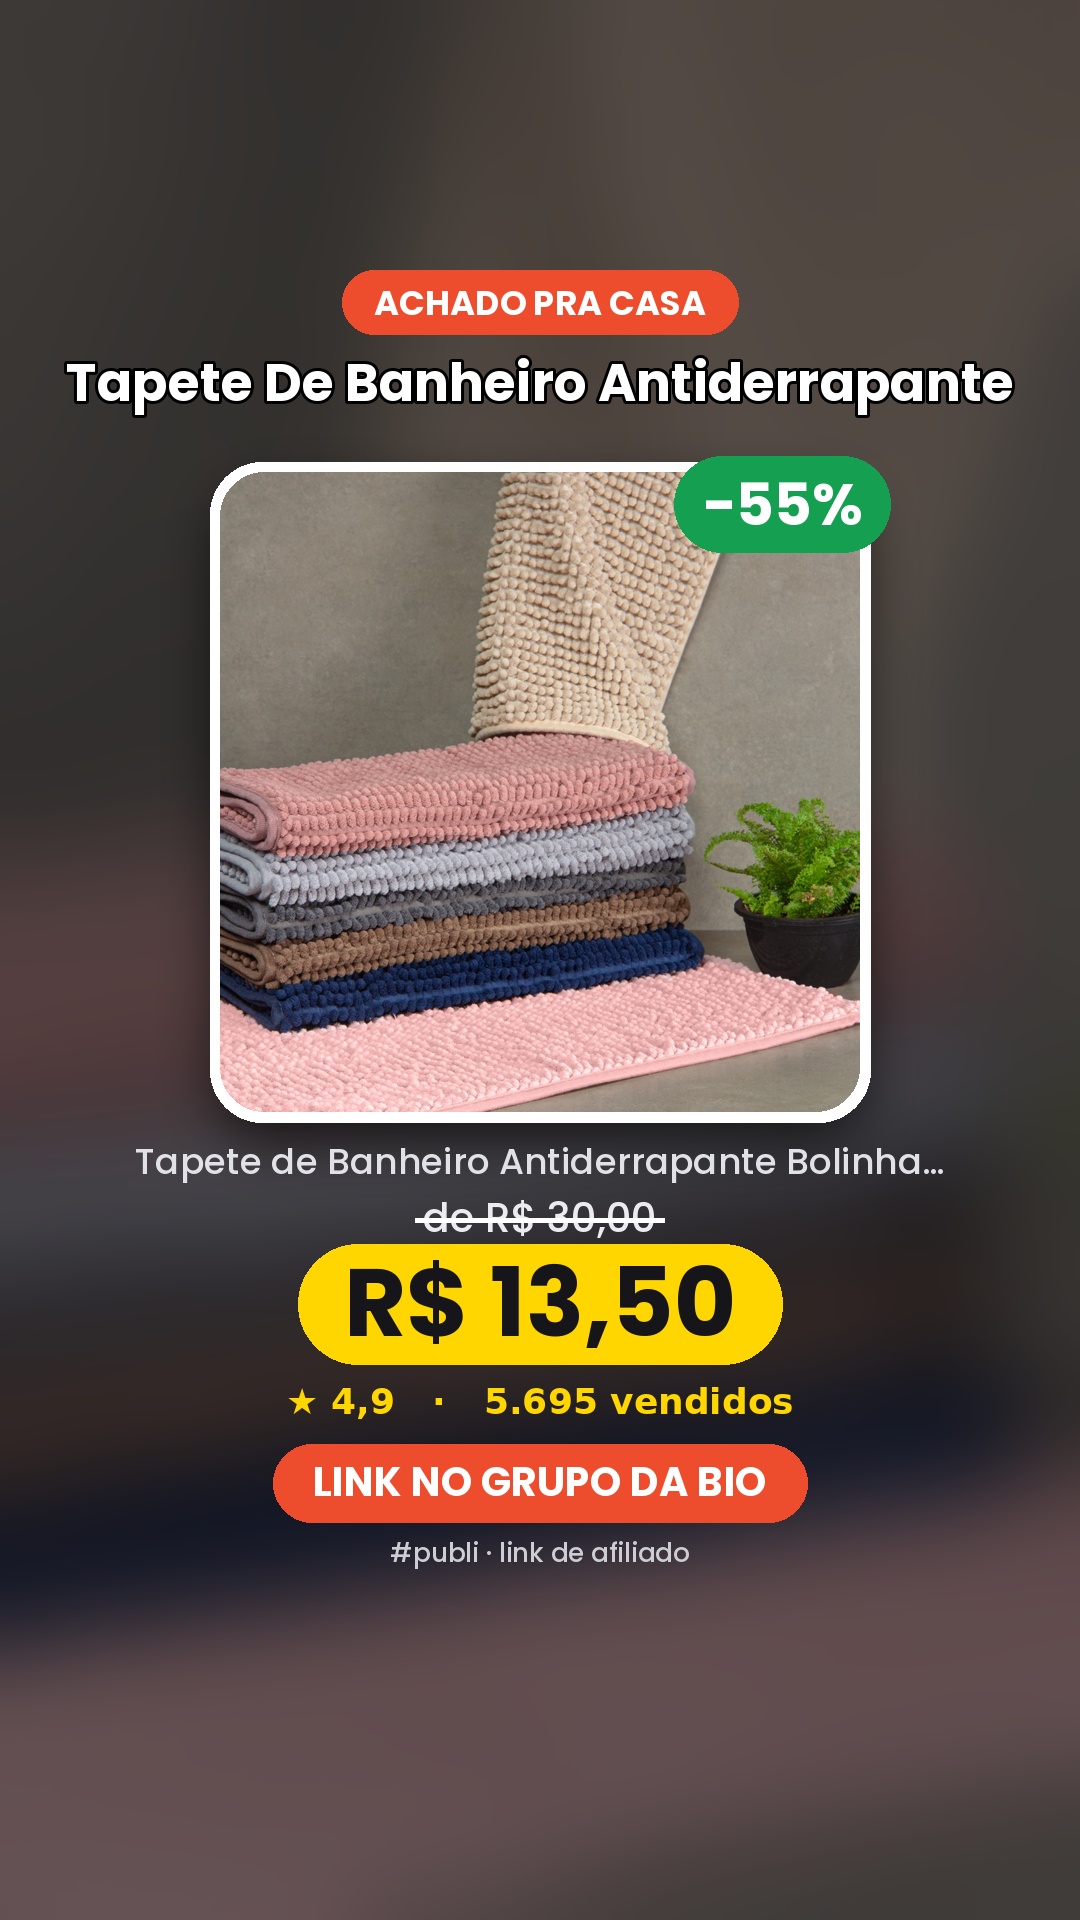 ACHADO PRA CASA
Tapete De Banheiro Antiderrapante
-55%
Tapete de Banheiro Antiderrapante Bolinha...
de R$ 30,00
R$ 13,50
★ 4,9 · 5.695 vendidos
LINK NO GRUPO DA BIO
#publi · link de afiliado